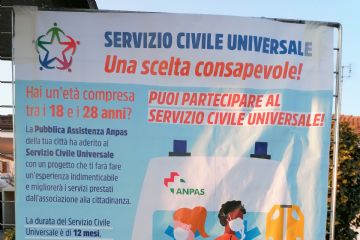 SERVIZIO CIVILE UNIVERSALE
Una scelta consapevole!
Hai un'età compresa
tra i 18 e i 28 anni?
PUOI PARTECIPARE AL
SERVIZIO CIVILE UNIVERSALE!
La Pubblica Assistenza Anpas
della tua città ha aderito al
Servizio Civile Universale
con un progetto che ti farà fare
un'esperienza indimenticabile
e migliorerà i servizi prestati
dall'associazione alla cittadinanza.
ANPAS
La durata del Servizio Civile
Universale è di 12 mesi,